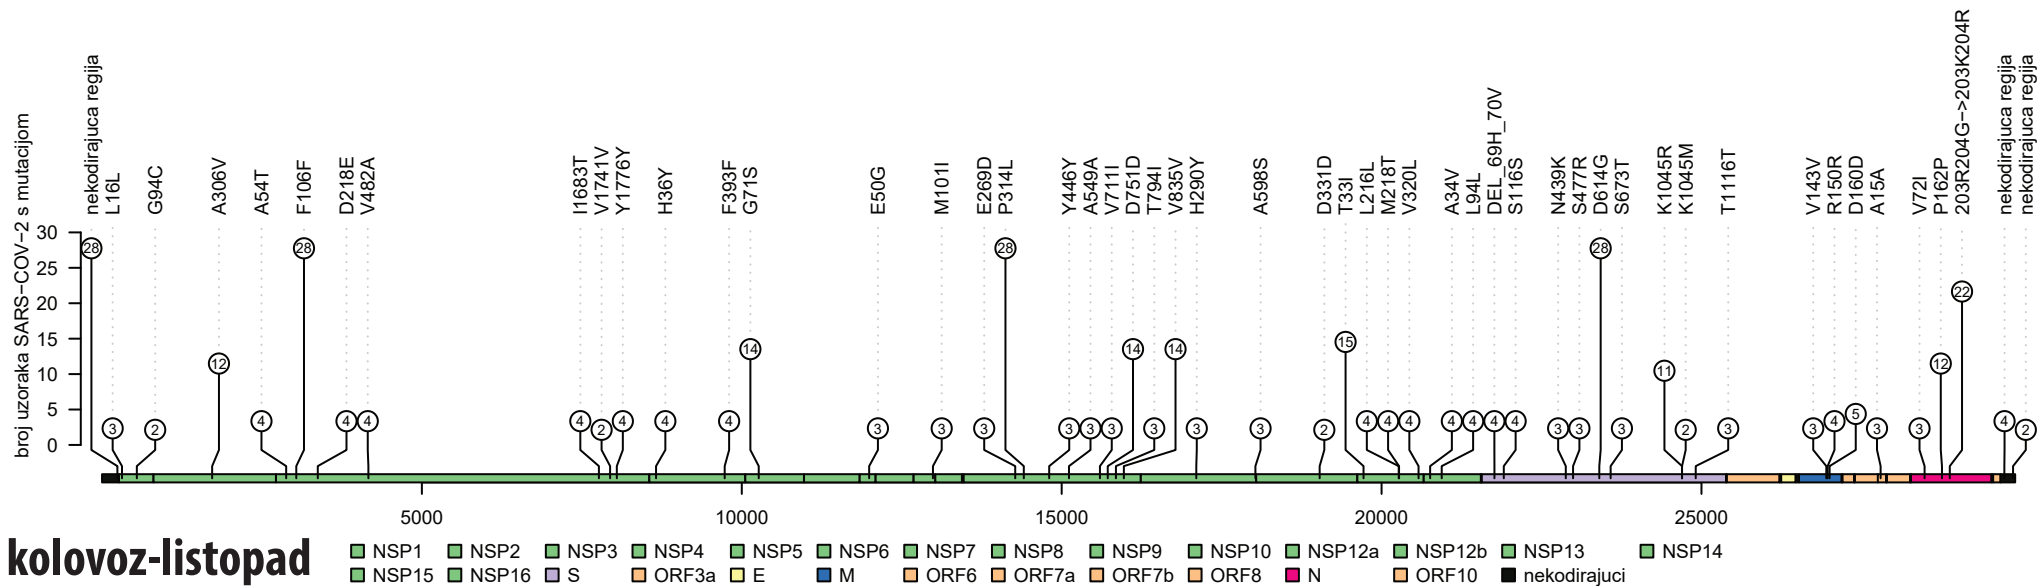 broj uzoraka SARS−COV−2 s mutacijom
nekodirajuca regija
L16L
G94C
A306V
A54T
F106F
D218E
V482A
I1683T
V1741V
Y1776Y
H36Y
F393F
G71S
E50G
M101I
E269D
P314L
Y446Y
A549A
V711I
D751D
T794I
V835V
H290Y
A598S
D331D
T33I
L216L
M218T
V320L
A34V
L94L
DEL_69H_70V
S116S
N439K
S477R
D614G
S673T
K1045R
K1045M
T1116T
V143V
R150R
D160D
A15A
V72I
P162P
203R204G−>203K204R
nekodirajuca regija
nekodirajuca regija
30
25
20
15
10
5
0
28
3
2
12
4
28
4
4
4
2
4
4
4
14
3
3
3
28
3
3
3
14
3
14
3
3
2
15
4
4
4
4
4
4
4
3
3
28
3
11
2
3
3
4
5
3
3
12
22
4
2
5000 10000 15000 20000 25000
kolovoz-listopad
NSP1 NSP2 NSP3 NSP4 NSP5 NSP6 NSP7 NSP8 NSP9 NSP10 NSP12a NSP12b NSP13 NSP14
NSP15 NSP16 S ORF3a E M ORF6 ORF7a ORF7b ORF8 N ORF10 nekodirajuci